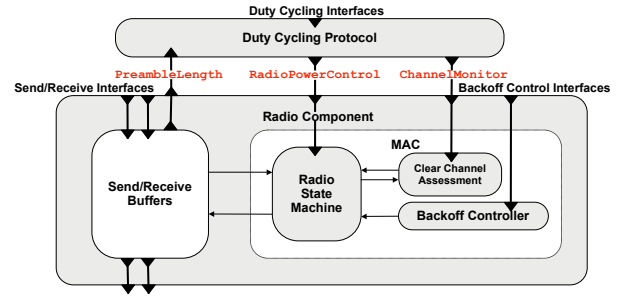 Duty Cycling Interfaces
Duty Cycling Protocol
PreambleLength RadioPowerControl ChannelMonitor
Send/Receive Interfaces Backoff Control Interfaces
Radio Component
MAC
Send/Receive
Buffers
Radio
State
Machine
Clear Channel
Assessment
Backoff Controller